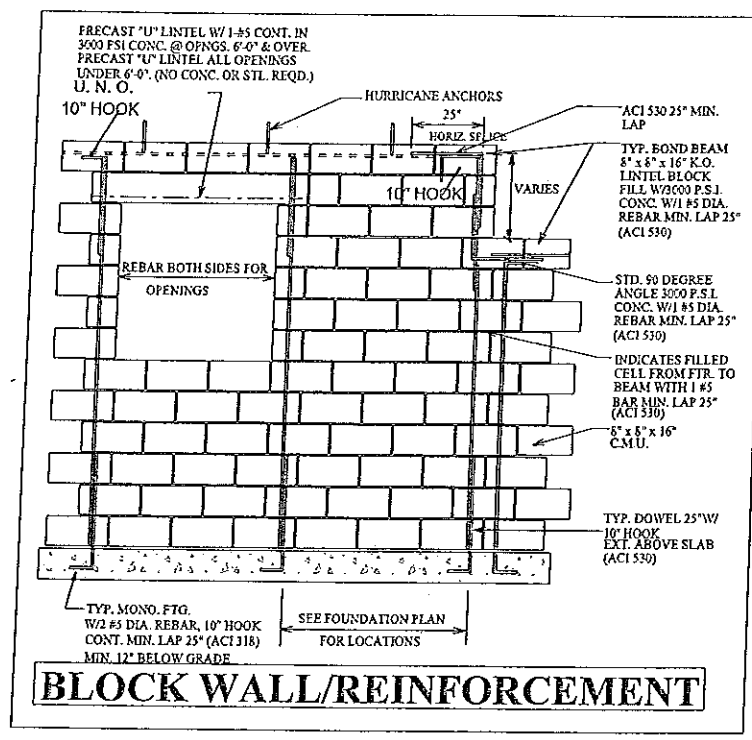 PRECAST "U" LINTEL W/ 1-#5 CONT. IN
3000 PSI CONC. @ OPNGS. 6'-0" & OVER.
PRECAST "U" LINTEL ALL OPENINGS
UNDER 6'-0". (NO CONC. OR STL. REQD.)
U. N. O.
10" HOOK
HURRICANE ANCHORS
25"
HORIZ. SPLICE
ACI 530 25" MIN.
LAP
TYP. BOND BEAM
8" x 8" x 16" K.O.
LINTEL BLOCK
FILL W/3000 P.S.I.
CONC. W/1 #5 DIA.
REBAR MIN. LAP 25"
(ACI 530)
10" HOOK
VARIES
REBAR BOTH SIDES FOR
OPENINGS
STD. 90 DEGREE
ANGLE 3000 P.S.I.
CONC. W/1 #5 DIA.
REBAR MIN. LAP 25"
(ACI 530)
INDICATES FILLED
CELL FROM FTR. TO
BEAM WITH 1 #5
BAR MIN. LAP 25"
(ACI 530)
8" x 8" x 16"
C.M.U.
TYP. DOWEL 25" W/
10" HOOK
EXT. ABOVE SLAB
(ACI 530)
TYP. MONO. FTG.
W/2 #5 DIA. REBAR, 10" HOOK
CONT. MIN. LAP 25" (ACI 318)
MIN. 12" BELOW GRADE
SEE FOUNDATION PLAN
FOR LOCATIONS
BLOCK WALL/REINFORCEMENT